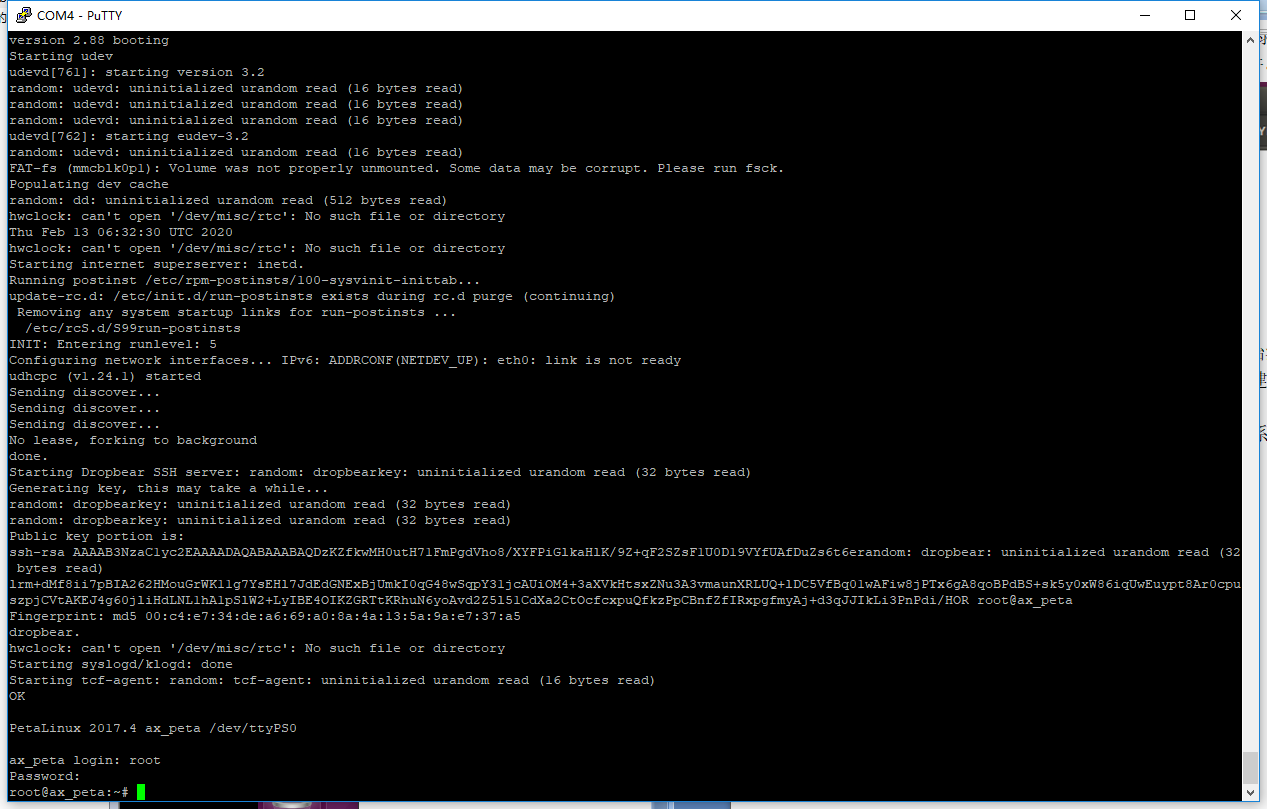 COM4 - PuTTY
version 2.88 booting
Starting udev
udevd[761]: starting version 3.2
random: udevd: uninitialized urandom read (16 bytes read)
random: udevd: uninitialized urandom read (16 bytes read)
random: udevd: uninitialized urandom read (16 bytes read)
udevd[762]: starting eudev-3.2
random: udevd: uninitialized urandom read (16 bytes read)
FAT-fs (mmcblk0p1): Volume was not properly unmounted. Some data may be corrupt. Please run fsck.
Populating dev cache
random: dd: uninitialized urandom read (512 bytes read)
hwclock: can't open '/dev/misc/rtc': No such file or directory
Thu Feb 13 06:32:30 UTC 2020
hwclock: can't open '/dev/misc/rtc': No such file or directory
Starting internet superserver: inetd.
Running postinst /etc/rpm-postinsts/100-sysvinit-inittab...
update-rc.d: /etc/init.d/run-postinsts exists during rc.d purge (continuing)
 Removing any system startup links for run-postinsts ...
  /etc/rcS.d/S99run-postinsts
INIT: Entering runlevel: 5
Configuring network interfaces... IPv6: ADDRCONF(NETDEV_UP): eth0: link is not ready
udhcpc (v1.24.1) started
Sending discover...
Sending discover...
Sending discover...
No lease, forking to background
done.
Starting Dropbear SSH server: random: dropbearkey: uninitialized urandom read (32 bytes read)
Generating key, this may take a while...
random: dropbearkey: uninitialized urandom read (32 bytes read)
random: dropbearkey: uninitialized urandom read (32 bytes read)
Public key portion is:
ssh-rsa AAAAB3NzaC1yc2EAAAADAQABAAABAQDzKZfkwMH0utH71FmPgdVho8/XYFPiGlkaHlK/9Z+qF2SZsF1U0D19VYfUAfDuZs6t6erandom: dropbear: uninitialized urandom read (32
 bytes read)
lrm+dMf8ii7pBIA262HMouGrWK11g7YsEH17JdEdGNExBjUmkI0qG48wSqpY31jcAUiOM4+3aXVkHtsxZNu3A3vmaunXRLUQ+1DC5VfBq01wAFiw8jPTx6gA8qoBPdBS+sk5y0xW86iqUwEuypt8Ar0cpu
szpjCVtAKEJ4g60jliHdLNL1hA1pSlW2+LyIBE4OIKZGRTtKRhuN6yoAvd2Z5l51CdXa2CtOcfcxpuQfkzPpCBnfZfIRxpgfmyAj+d3qJJIkLi3PnPdi/HOR root@ax_peta
Fingerprint: md5 00:c4:e7:34:de:a6:69:a0:8a:4a:13:5a:9a:e7:37:a5
dropbear.
hwclock: can't open '/dev/misc/rtc': No such file or directory
Starting syslogd/klogd: done
Starting tcf-agent: random: tcf-agent: uninitialized urandom read (16 bytes read)
OK
PetaLinux 2017.4 ax_peta /dev/ttyPS0
ax_peta login: root
Password:
root@ax_peta:~#